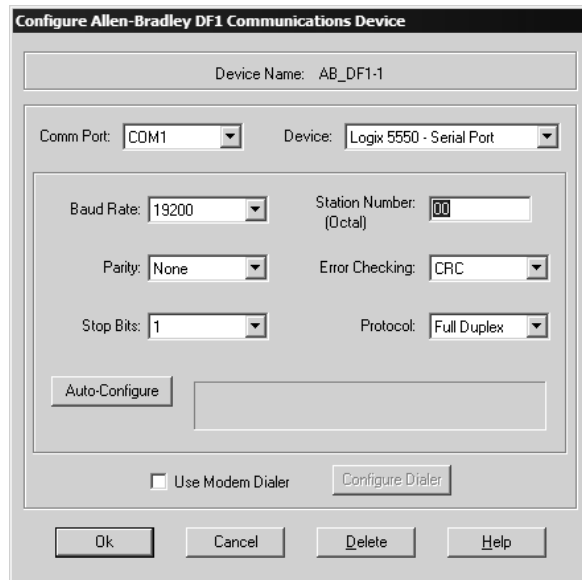 Configure Allen-Bradley DF1 Communications Device
Device Name: AB_DF1-1
Comm Port: COM1 Device: Logix 5550 - Serial Port
Baud Rate: 19200 Station Number: 00
(Octal)
Parity: None Error Checking: CRC
Stop Bits: 1 Protocol: Full Duplex
Auto-Configure
Use Modem Dialer Configure Dialer
Ok Cancel Delete Help